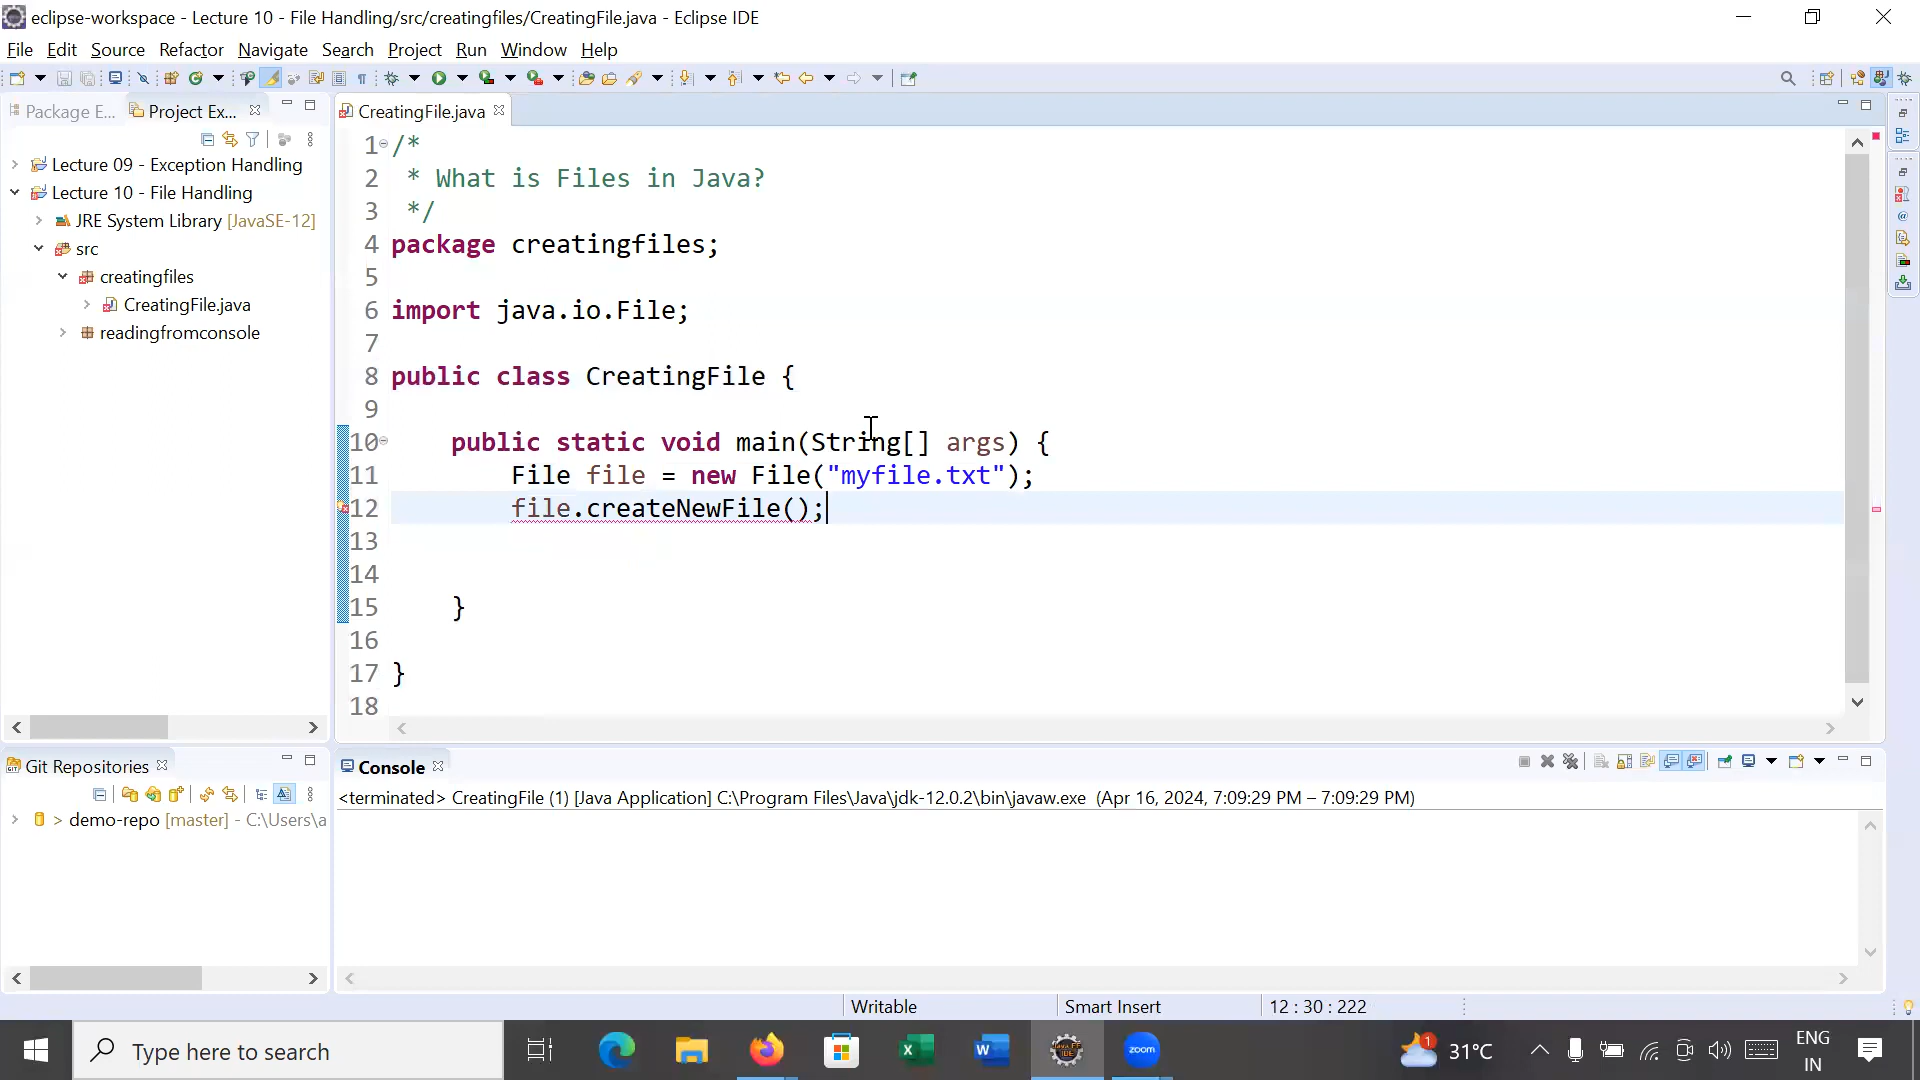 eclipse-workspace - Lecture 10 - File Handling/src/creatingfiles/CreatingFile.java - Eclipse IDE
File Edit Source Refactor Navigate Search Project Run Window Help
Package E... Project Ex...
CreatingFile.java
Lecture 09 - Exception Handling
Lecture 10 - File Handling
JRE System Library [JavaSE-12]
src
creatingfiles
CreatingFile.java
readingfromconsole
1 /*
2 * What is Files in Java?
3 */
4 package creatingfiles;
5
6 import java.io.File;
7
8 public class CreatingFile {
9
10 public static void main(String[] args) {
11 File file = new File("myfile.txt");
12 file.createNewFile();
13
14
15 }
16
17 }
18
Git Repositories
> demo-repo [master] - C:\Users\a
Console
<terminated> CreatingFile (1) [Java Application] C:\Program Files\Java\jdk-12.0.2\bin\javaw.exe (Apr 16, 2024, 7:09:29 PM – 7:09:29 PM)
Writable Smart Insert 12 : 30 : 222
Type here to search
zoom
1
31°C
ENG
IN